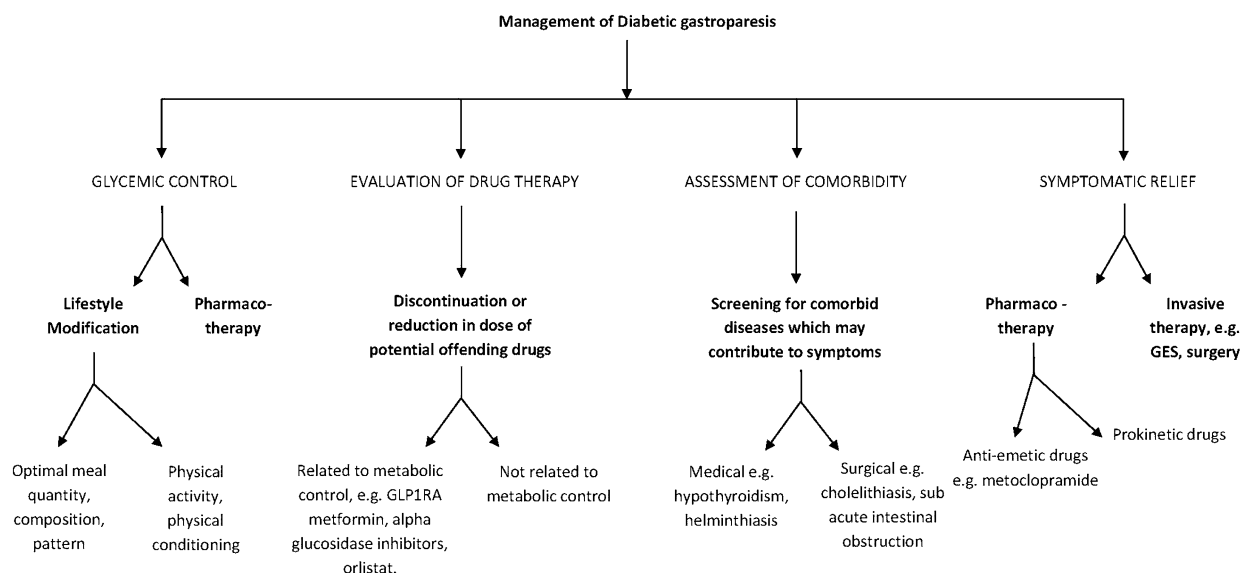 Management of Diabetic gastroparesis
GLYCEMIC CONTROL
EVALUATION OF DRUG THERAPY
ASSESSMENT OF COMORBIDITY
SYMPTOMATIC RELIEF
Lifestyle
Modification
Pharmaco-
therapy
Discontinuation or
reduction in dose of
potential offending drugs
Screening for comorbid
diseases which may
contribute to symptoms
Pharmaco -
therapy
Invasive
therapy, e.g.
GES, surgery
Optimal meal
quantity,
composition,
pattern
Physical
activity,
physical
conditioning
Related to metabolic
control, e.g. GLP1RA
metformin, alpha
glucosidase inhibitors,
orlistat.
Not related to
metabolic control
Medical e.g.
hypothyroidism,
helminthiasis
Surgical e.g.
cholelithiasis, sub
acute intestinal
obstruction
Anti-emetic drugs
e.g. metoclopramide
Prokinetic drugs